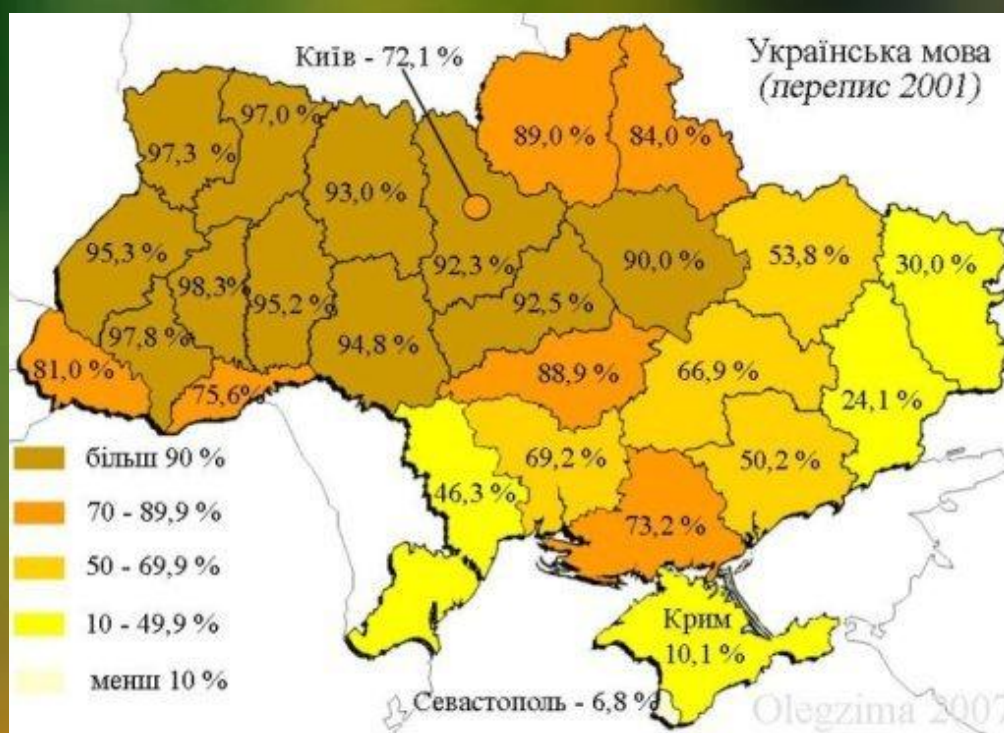 Українська мова
(перепис 2001)
Київ - 72,1 %
97,0 %
97,3 %
93,0 %
89,0 %
84,0 %
95,3 %
98,3%
95,2 %
92,3 %
92,5 %
90,0 %
53,8 %
30,0 %
97,8 %
94,8 %
81,0 %
75,6%
88,9 %
66,9 %
24,1 %
69,2 %
50,2 %
46,3 %
73,2 %
більш 90 %
70 - 89,9 %
50 - 69,9 %
10 - 49,9 %
менш 10 %
Крим
10,1 %
Севастополь - 6,8 %
Olegzima 2007